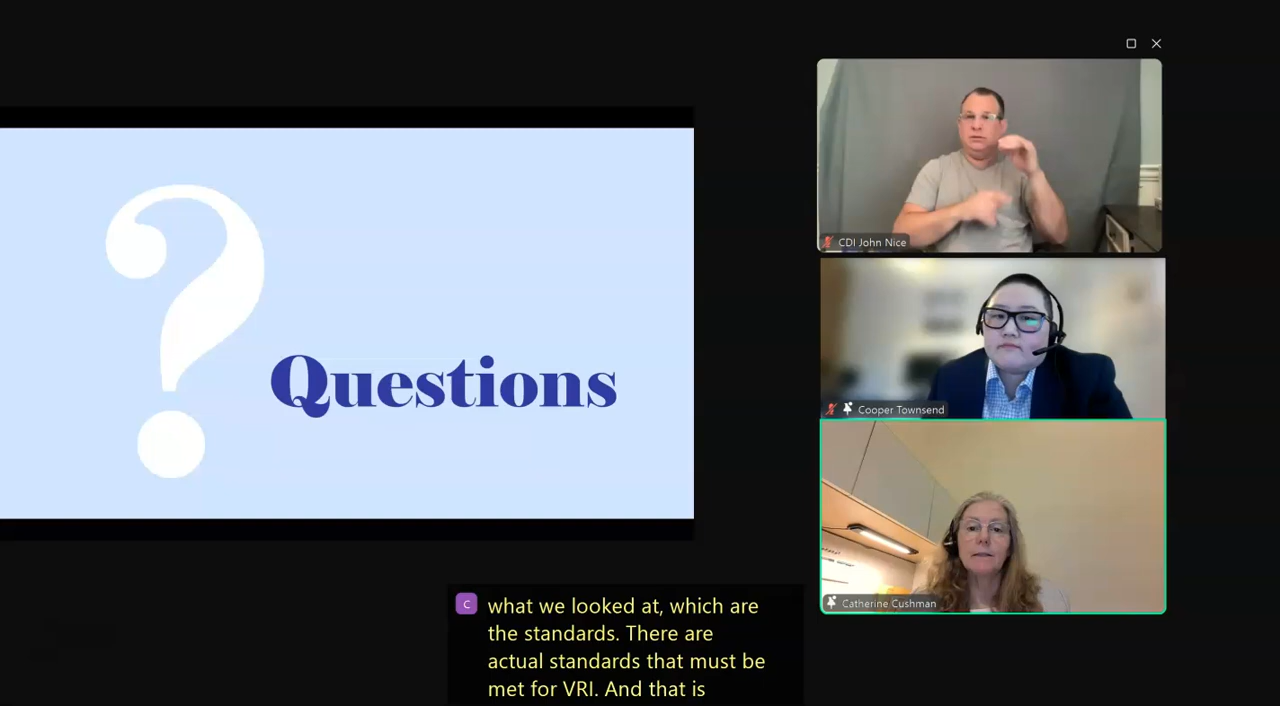 ?
Questions
CDI John Nice
Cooper Townsend
Catherine Cushman
C
what we looked at, which are
the standards. There are
actual standards that must be
met for VRI. And that is